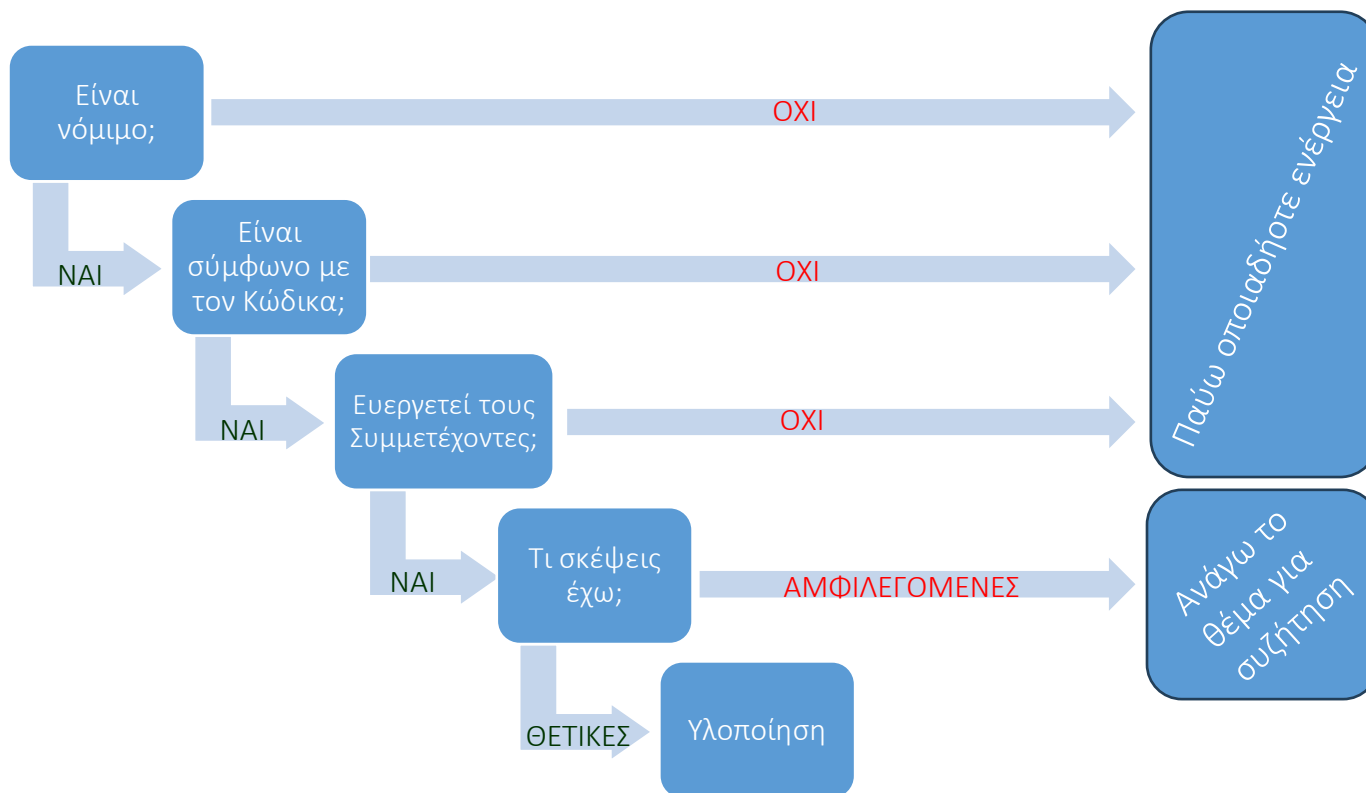 Είναι
νόμιμο;
ΟΧΙ
ΝΑΙ
Είναι
σύμφωνο με
τον Κώδικα;
ΟΧΙ
ΝΑΙ
Ευεργετεί τους
Συμμετέχοντες;
ΟΧΙ
Παύω οποιαδήοτε ενέργεια
ΝΑΙ
Τι σκέψεις
έχω;
ΑΜΦΙΛΕΓΟΜΕΝΕΣ
Ανάγω το
θέμα για
συζήτηση
ΘΕΤΙΚΕΣ
Υλοποίηση